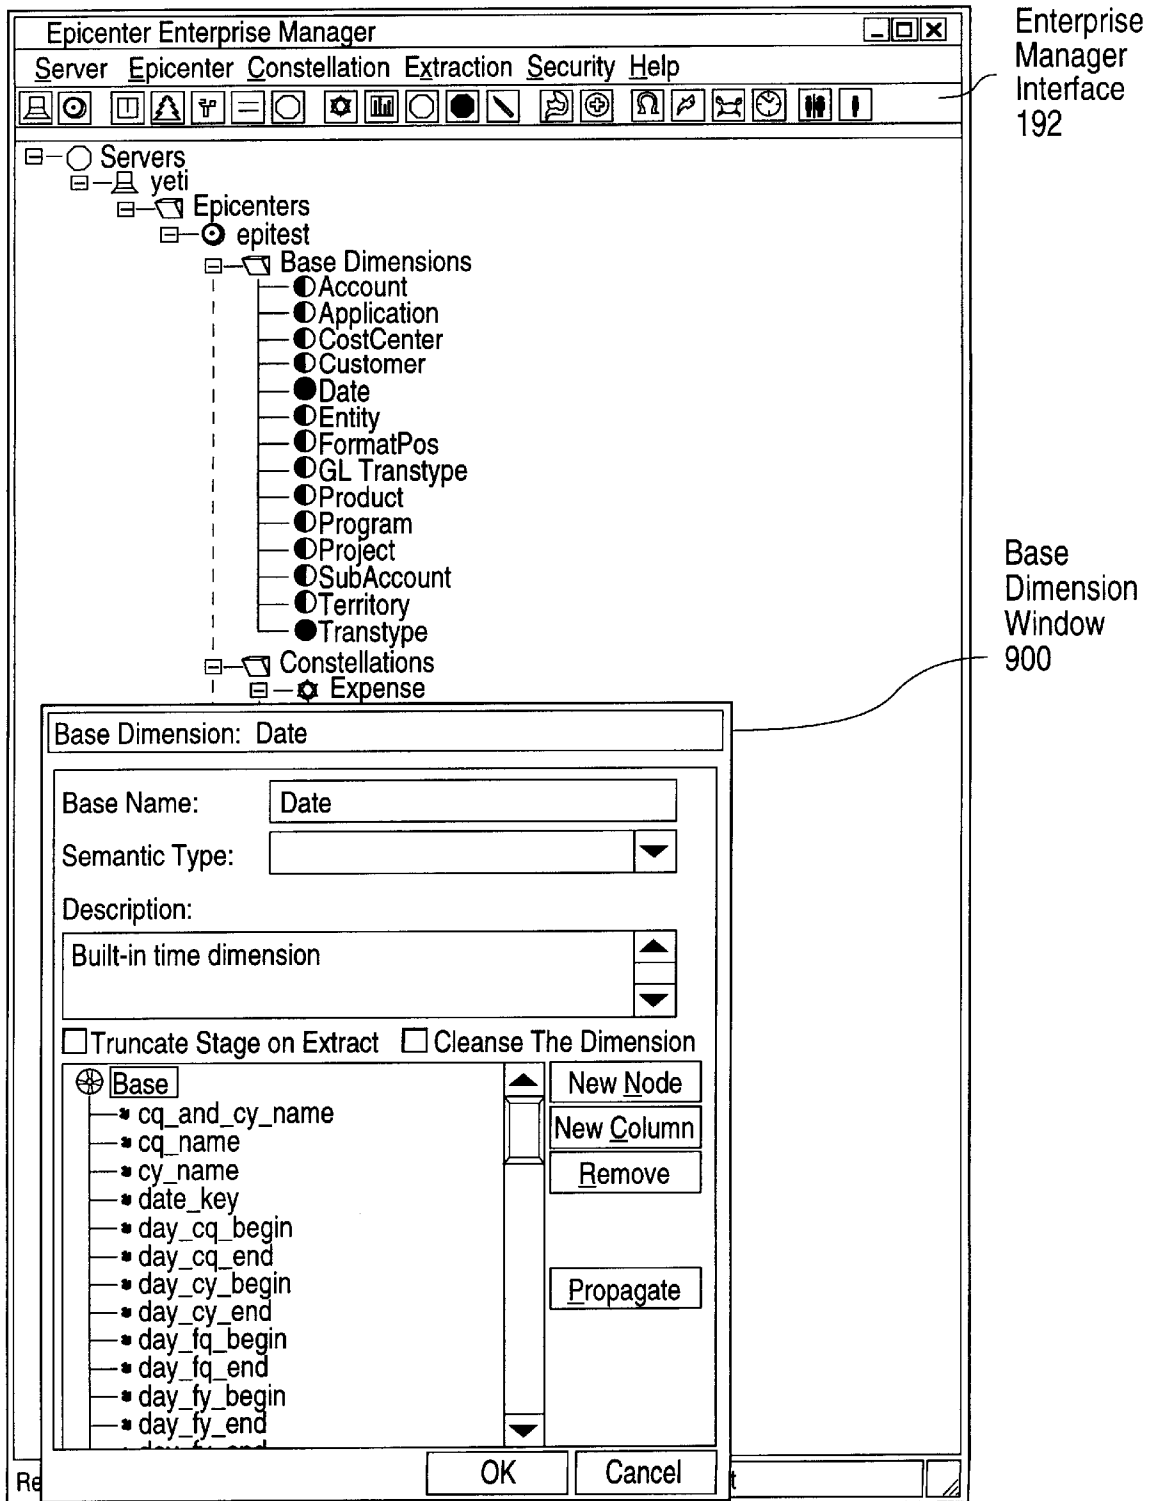 Epicenter Enterprise Manager
Server Epicenter Constellation Extraction Security Help
Enterprise
Manager
Interface
192
Servers
yeti
Epicenters
epitest
Base Dimensions
Account
Application
CostCenter
Customer
Date
Entity
FormatPos
GL Transtype
Product
Program
Project
SubAccount
Territory
Transtype
Constellations
Expense
Base
Dimension
Window
900
Base Dimension: Date
Base Name: Date
Semantic Type:
Description:
Built-in time dimension
Truncate Stage on Extract Cleanse The Dimension
Base
cq_and_cy_name
cq_name
cy_name
date_key
day_cq_begin
day_cq_end
day_cy_begin
day_cy_end
day_fq_begin
day_fq_end
day_fy_begin
day_fy_end
New Node
New Column
Remove
Propagate
OK Cancel
Re
t